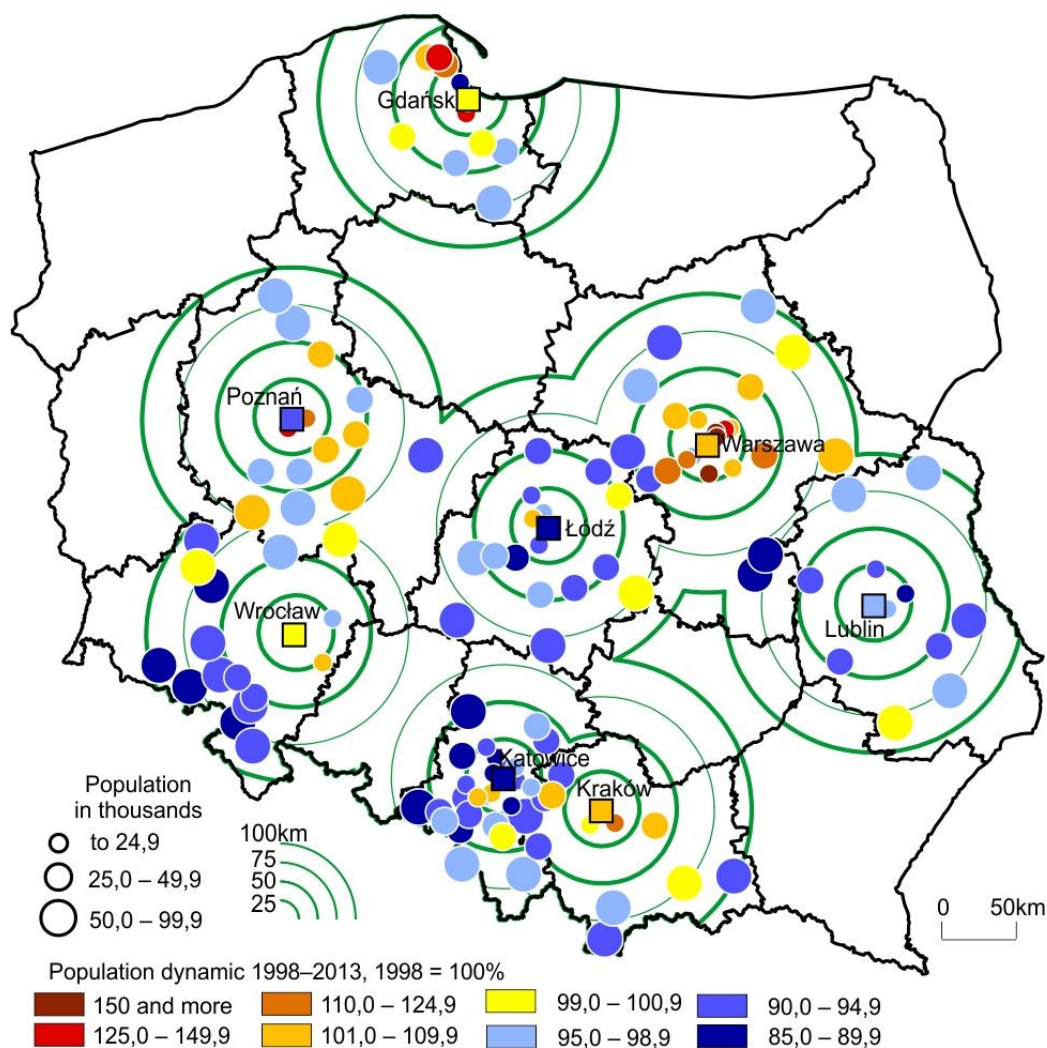 Gdańsk
Poznań
Warszawa
Łódź
Wrocław
Lublin
Katowice
Kraków
Population
in thousands
to 24,9
25,0 – 49,9
50,0 – 99,9
100km
75
50
25
0 50km
Population dynamic 1998–2013, 1998 = 100%
150 and more
110,0 – 124,9
99,0 – 100,9
90,0 – 94,9
125,0 – 149,9
101,0 – 109,9
95,0 – 98,9
85,0 – 89,9